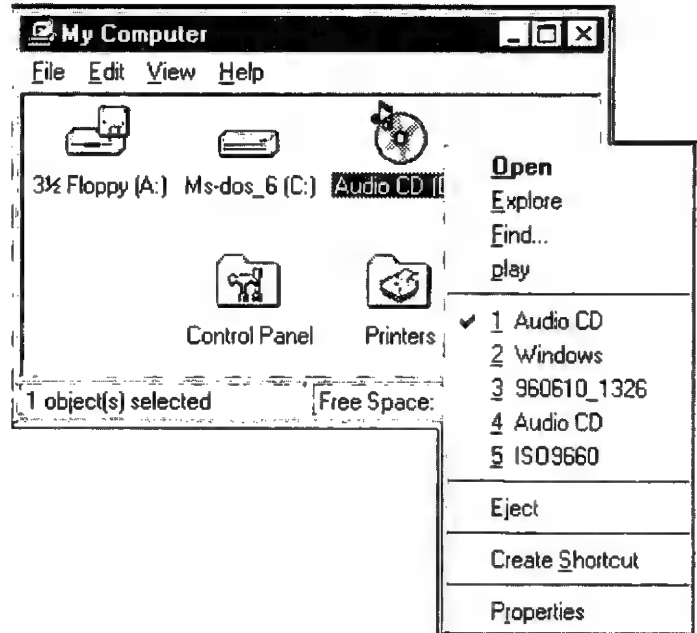 My Computer
File Edit View Help
3½ Floppy (A:) Ms-dos_6 (C:) Audio CD (
Control Panel Printers
1 object(s) selected Free Space:
Open
Explore
Find...
play
✔ 1 Audio CD
2 Windows
3 960610_1326
4 Audio CD
5 ISO9660
Eject
Create Shortcut
Properties